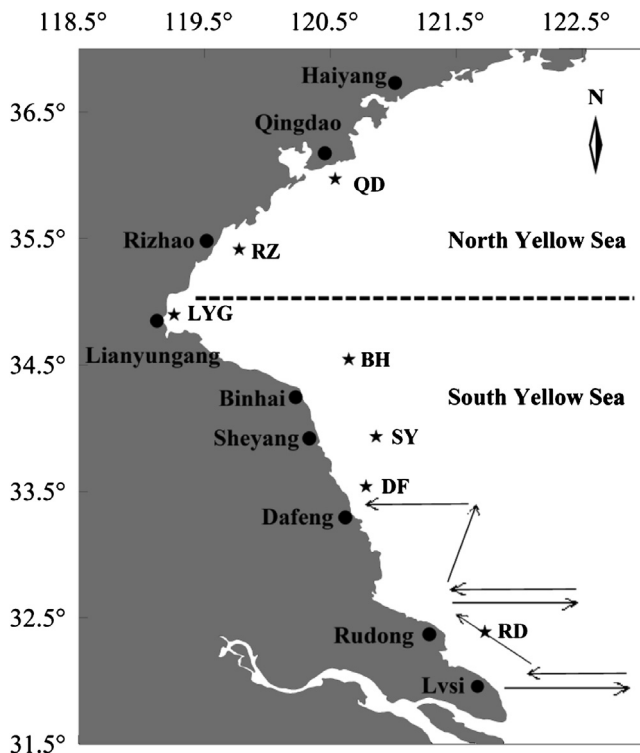 118.5° 119.5° 120.5° 121.5° 122.5°
Haiyang
N
36.5°
Qingdao
QD
35.5°
Rizhao
RZ
North Yellow Sea
LYG
Lianyungang
BH
34.5°
Binhai
South Yellow Sea
Sheyang
SY
DF
33.5°
Dafeng
32.5°
Rudong
RD
Lvsi
31.5°